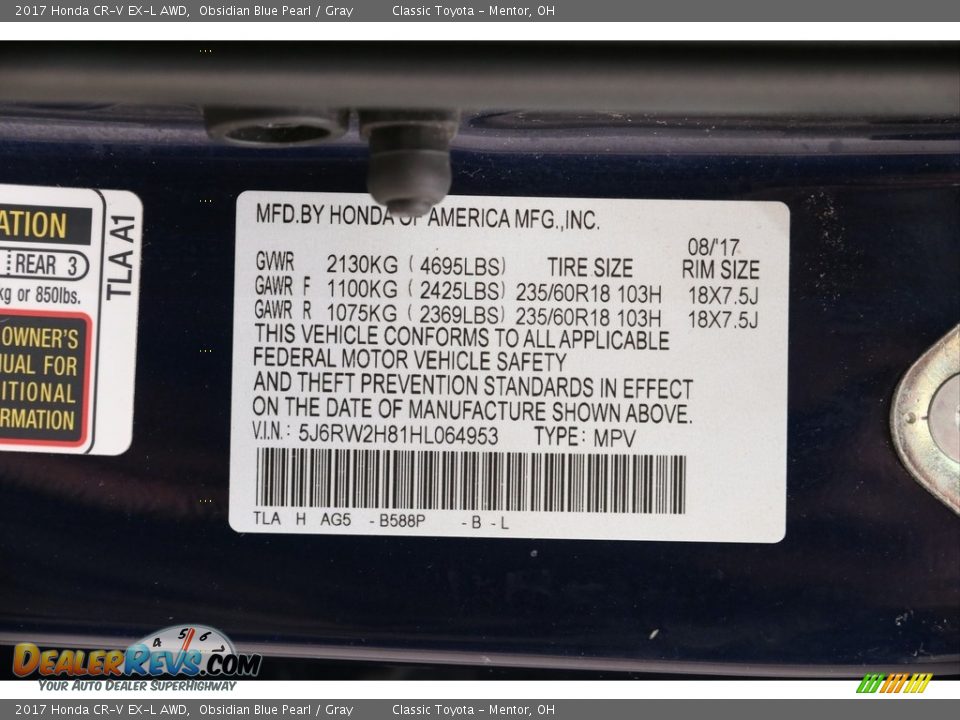 2017 Honda CR-V EX-L AWD, Obsidian Blue Pearl / Gray Classic Toyota - Mentor, OH
ATION
REAR 3
kg or 850lbs.
OWNER'S
UAL FOR
ITIONAL
RMATION
TLA A1
MFD.BY HONDA OF AMERICA MFG.,INC.
08/'17
GVWR 2130KG ( 4695LBS) TIRE SIZE RIM SIZE
GAWR F 1100KG ( 2425LBS) 235/60R18 103H 18X7.5J
GAWR R 1075KG ( 2369LBS) 235/60R18 103H 18X7.5J
THIS VEHICLE CONFORMS TO ALL APPLICABLE
FEDERAL MOTOR VEHICLE SAFETY
AND THEFT PREVENTION STANDARDS IN EFFECT
ON THE DATE OF MANUFACTURE SHOWN ABOVE.
V.I.N.: 5J6RW2H81HL064953 TYPE: MPV
TLA H AG5 - B588P - B - L
4 5 6 7
DEALERREVS.COM
YOUR AUTO DEALER SUPERHIGHWAY
2017 Honda CR-V EX-L AWD, Obsidian Blue Pearl / Gray Classic Toyota - Mentor, OH